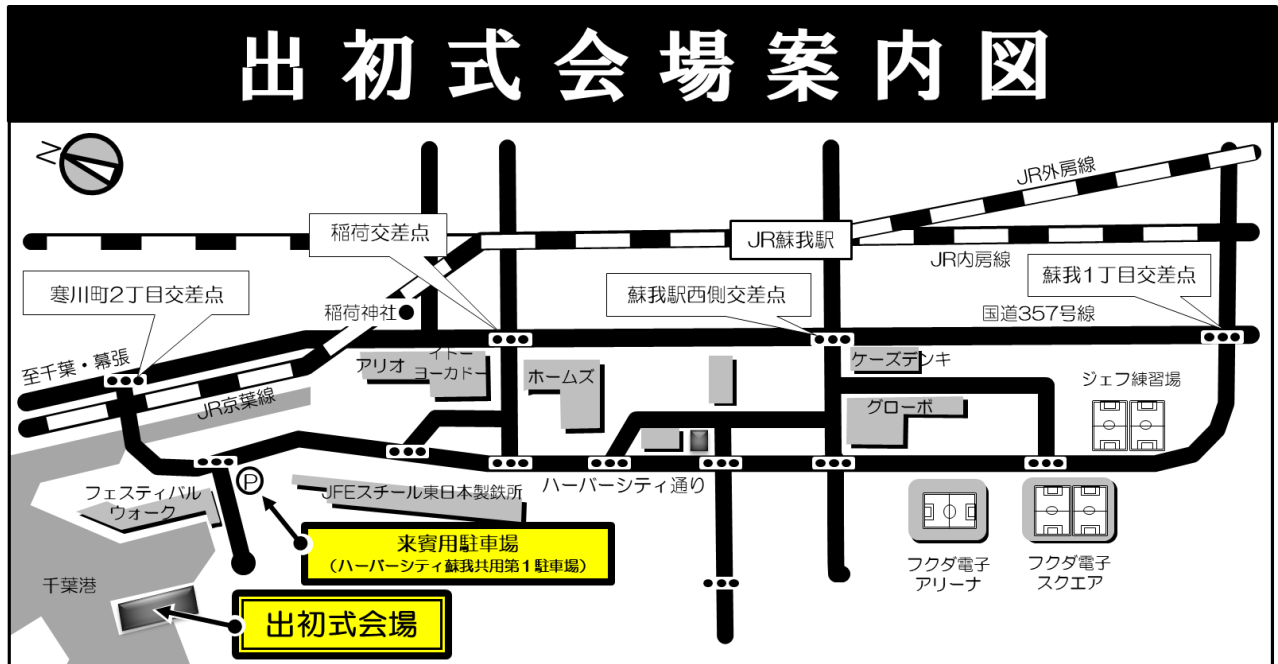 出初式会場案内図
N
JR外房線
稲荷交差点
JR蘇我駅
JR内房線
蘇我1丁目交差点
寒川町2丁目交差点
蘇我駅西側交差点
稲荷神社
国道357号線
至千葉・幕張
アリオ
イトー
ヨーカドー
ケーズデンキ
ホームズ
ジェフ練習場
JR京葉線
グローボ
P
フェスティバル
ウォーク
JFEスチール東日本製鉄所
ハーバーシティ通り
来賓用駐車場
(ハーバーシティ蘇我共用第1駐車場)
フクダ電子
アリーナ
フクダ電子
スクエア
千葉港
出初式会場